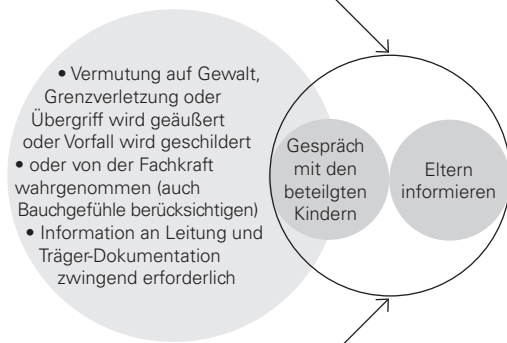 • Vermutung auf Gewalt,
Grenzverletzung oder
Übergriff wird geäußert
oder Vorfall wird geschildert
• oder von der Fachkraft
wahrgenommen (auch
Bauchgefühle berücksichtigen)
• Information an Leitung und
Träger-Dokumentation
zwingend erforderlich
Gespräch
mit den
beteilgten
Kindern
Eltern
informieren